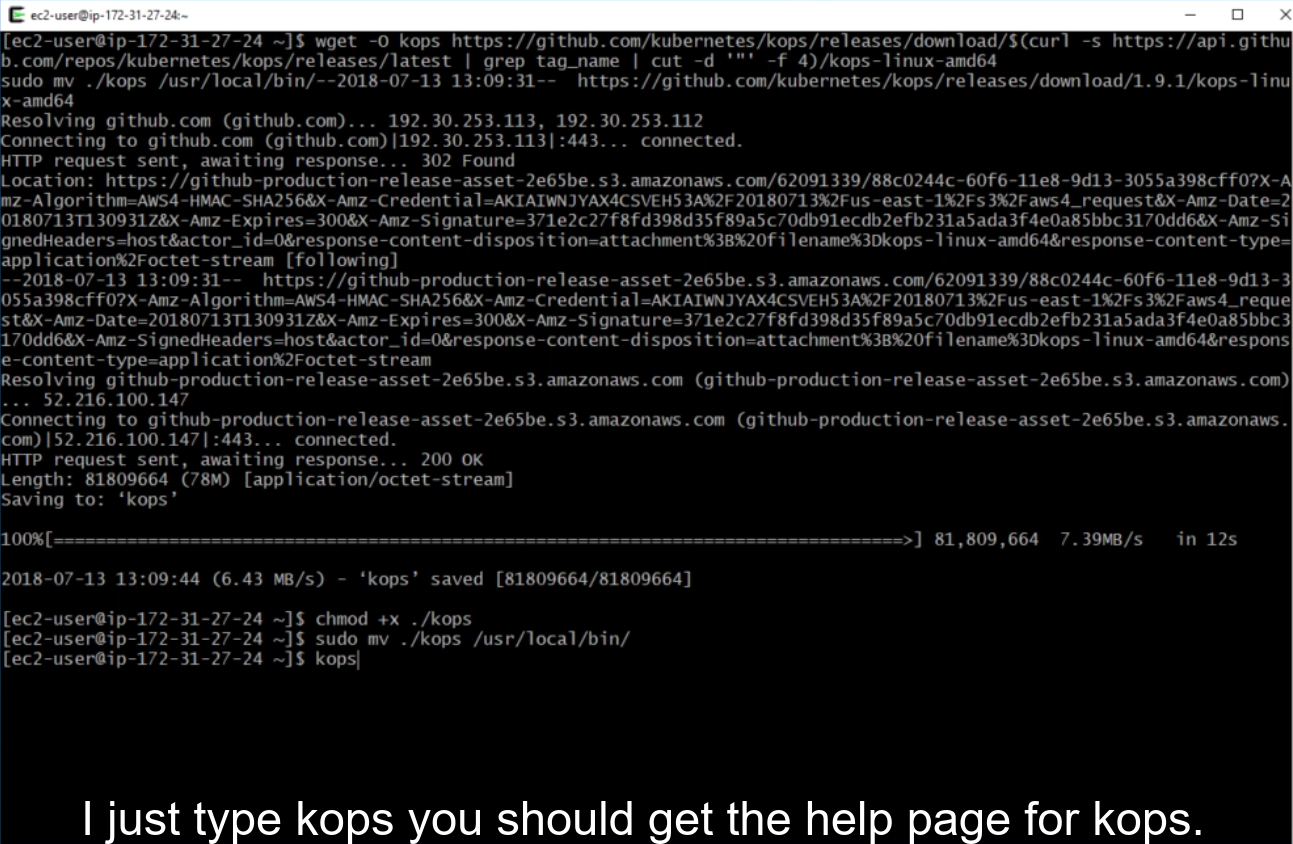 ec2-user@ip-172-31-27-24:~
[ec2-user@ip-172-31-27-24 ~]$ wget -O kops https://github.com/kubernetes/kops/releases/download/$(curl -s https://api.githu
b.com/repos/kubernetes/kops/releases/latest | grep tag_name | cut -d '"' -f 4)/kops-linux-amd64
sudo mv ./kops /usr/local/bin/--2018-07-13 13:09:31--  https://github.com/kubernetes/kops/releases/download/1.9.1/kops-linu
x-amd64
Resolving github.com (github.com)... 192.30.253.113, 192.30.253.112
Connecting to github.com (github.com)|192.30.253.113|:443... connected.
HTTP request sent, awaiting response... 302 Found
Location: https://github-production-release-asset-2e65be.s3.amazonaws.com/62091339/88c0244c-60f6-11e8-9d13-3055a398cff0?X-A
mz-Algorithm=AWS4-HMAC-SHA256&X-Amz-Credential=AKIAIWNJYAX4CSVEH53A%2F20180713%2Fus-east-1%2Fs3%2Faws4_request&X-Amz-Date=2
0180713T130931Z&X-Amz-Expires=300&X-Amz-Signature=371e2c27f8fd398d35f89a5c70db91ecdb2efb231a5ada3f4e0a85bbc3170dd6&X-Amz-Si
gnedHeaders=host&actor_id=0&response-content-disposition=attachment%3B%20filename%3Dkops-linux-amd64&response-content-type=
application%2Foctet-stream [following]
--2018-07-13 13:09:31--  https://github-production-release-asset-2e65be.s3.amazonaws.com/62091339/88c0244c-60f6-11e8-9d13-3
055a398cff0?X-Amz-Algorithm=AWS4-HMAC-SHA256&X-Amz-Credential=AKIAIWNJYAX4CSVEH53A%2F20180713%2Fus-east-1%2Fs3%2Faws4_reque
st&X-Amz-Date=20180713T130931Z&X-Amz-Expires=300&X-Amz-Signature=371e2c27f8fd398d35f89a5c70db91ecdb2efb231a5ada3f4e0a85bbc3
170dd6&X-Amz-SignedHeaders=host&actor_id=0&response-content-disposition=attachment%3B%20filename%3Dkops-linux-amd64&respons
e-content-type=application%2Foctet-stream
Resolving github-production-release-asset-2e65be.s3.amazonaws.com (github-production-release-asset-2e65be.s3.amazonaws.com)
... 52.216.100.147
Connecting to github-production-release-asset-2e65be.s3.amazonaws.com (github-production-release-asset-2e65be.s3.amazonaws.
com)|52.216.100.147|:443... connected.
HTTP request sent, awaiting response... 200 OK
Length: 81809664 (78M) [application/octet-stream]
Saving to: ‘kops’
100%[=================================================================================>] 81,809,664  7.39MB/s   in 12s
2018-07-13 13:09:44 (6.43 MB/s) - ‘kops’ saved [81809664/81809664]
[ec2-user@ip-172-31-27-24 ~]$ chmod +x ./kops
[ec2-user@ip-172-31-27-24 ~]$ sudo mv ./kops /usr/local/bin/
[ec2-user@ip-172-31-27-24 ~]$ kops
I just type kops you should get the help page for kops.